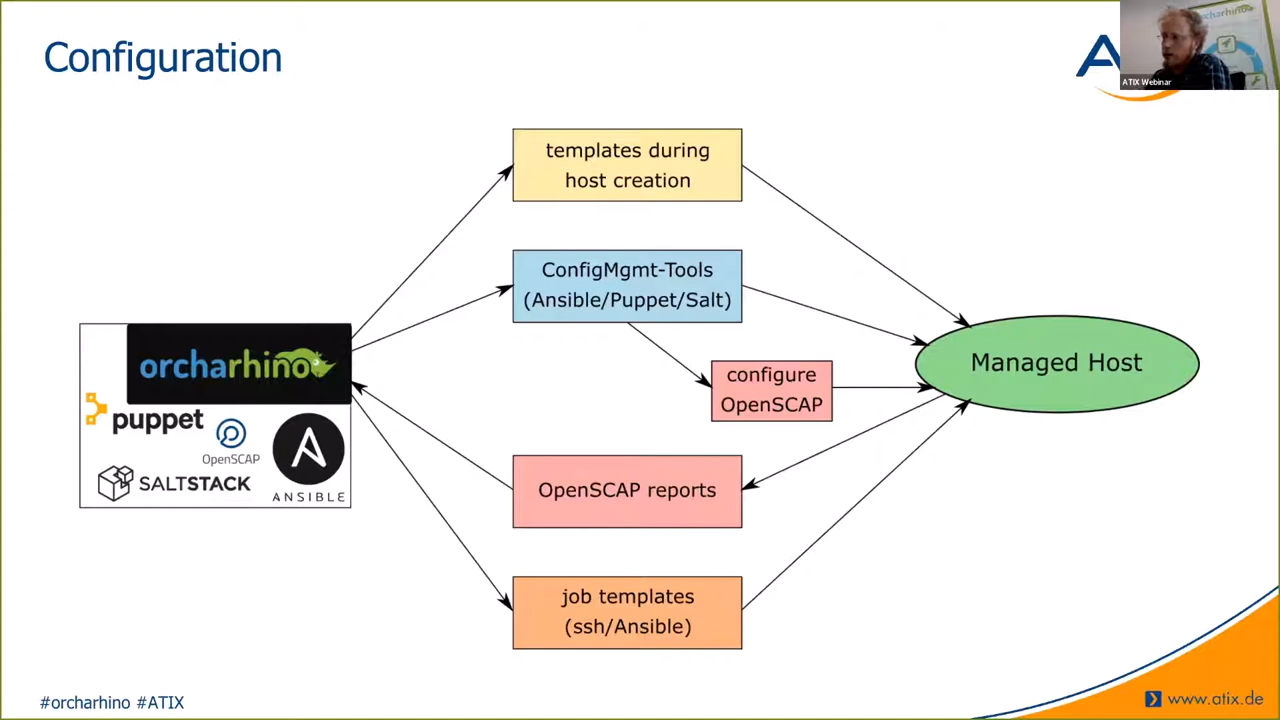 Configuration
ATIX Webinar
templates during
host creation
ConfigMgmt-Tools
(Ansible/Puppet/Salt)
orcharhino
puppet
OpenSCAP
SALTSTACK
ANSIBLE
configure
OpenSCAP
Managed Host
OpenSCAP reports
job templates
(ssh/Ansible)
#orcharhino #ATIX
www.atix.de